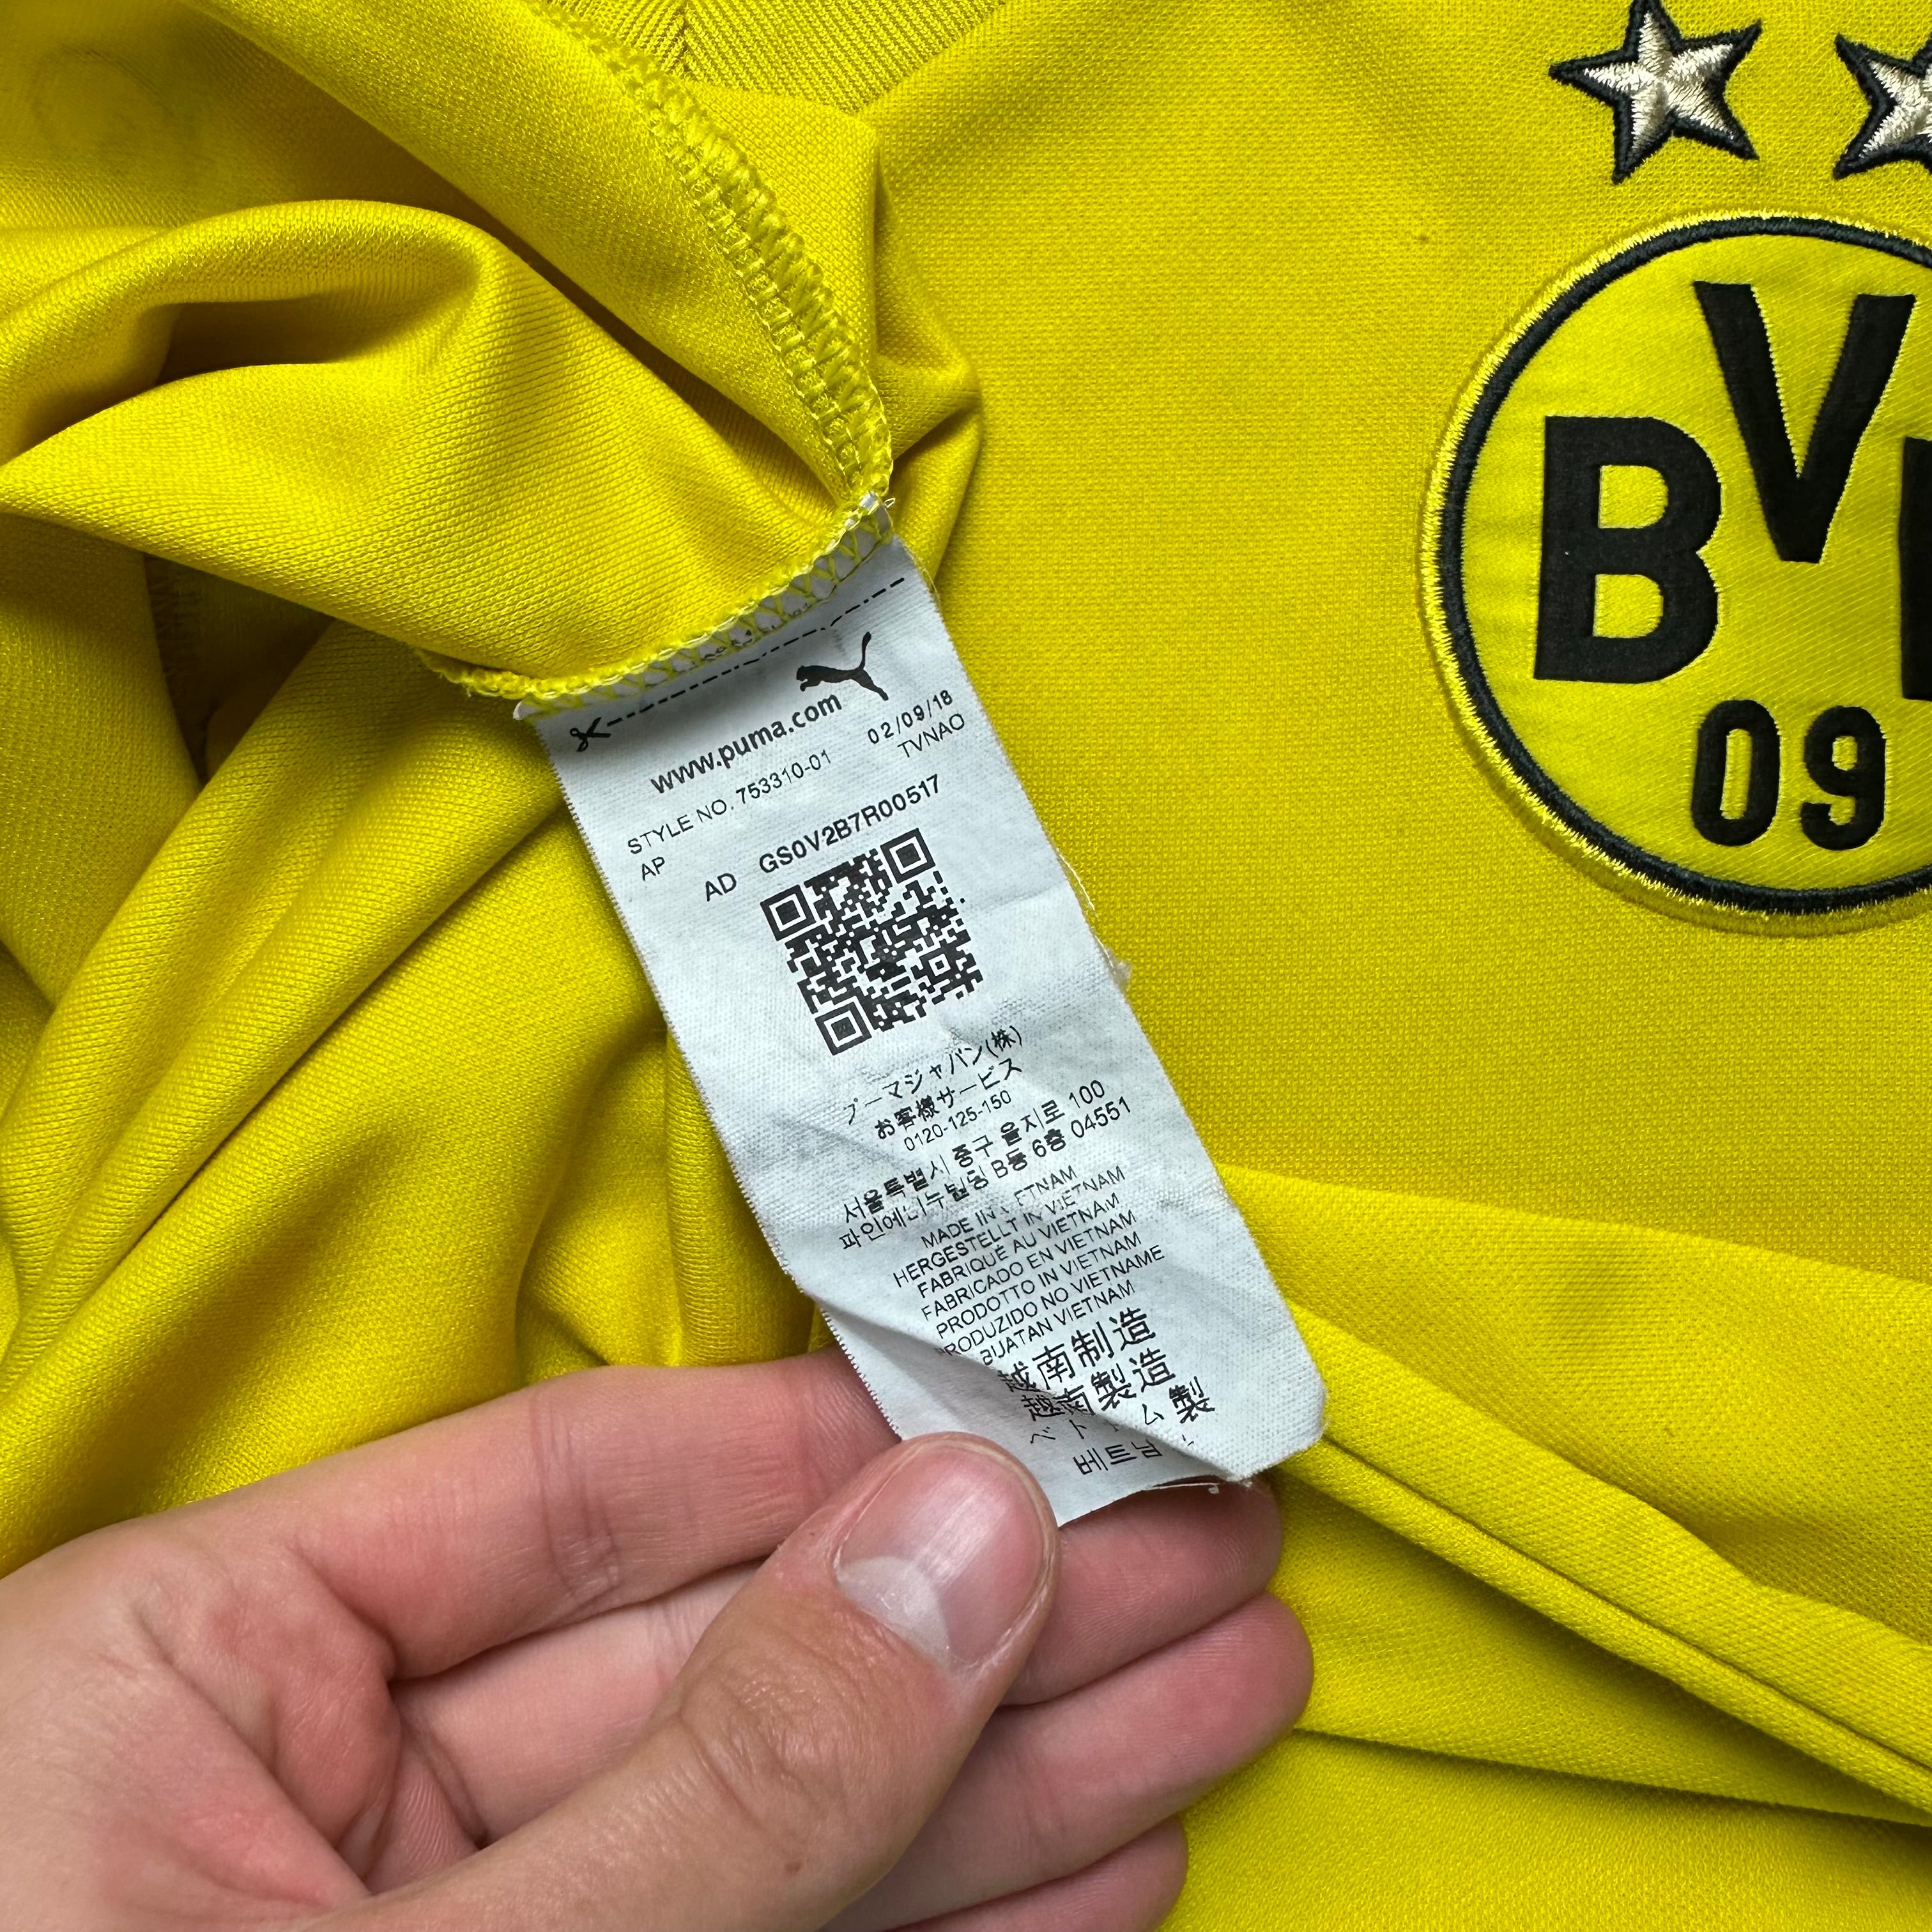 www.puma.com
02/09/18
STYLE NO. 753310-01
TVNAO
AP
AD GS0V2B7R00517
プーマジャパン(株)
お客様サービス
0120-125-150
서울특별시 중구 을지로 100
파인에비뉴빌딩 B동 6층 04551
MADE IN VIETNAM
HERGESTELLT IN VIETNAM
FABRIQUÉ AU VIETNAM
FABRICADO EN VIETNAM
PRODOTTO IN VIETNAM
PRODUZIDO NO VIETNAME
BUATAN VIETNAM
越南制造
越南製造
ベトナム製
베트남
BV
09